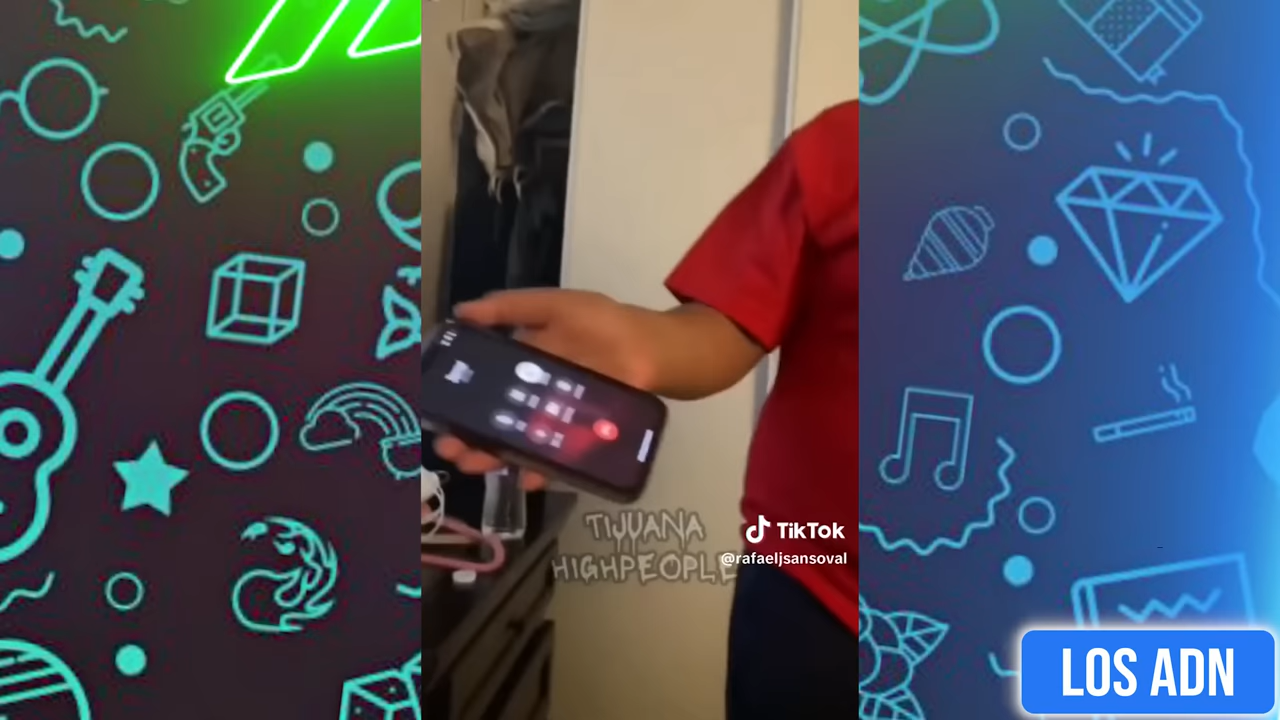 TIJUANA
HIGHPEOPLE
TikTok
@rafaeljsansoval
LOS ADN